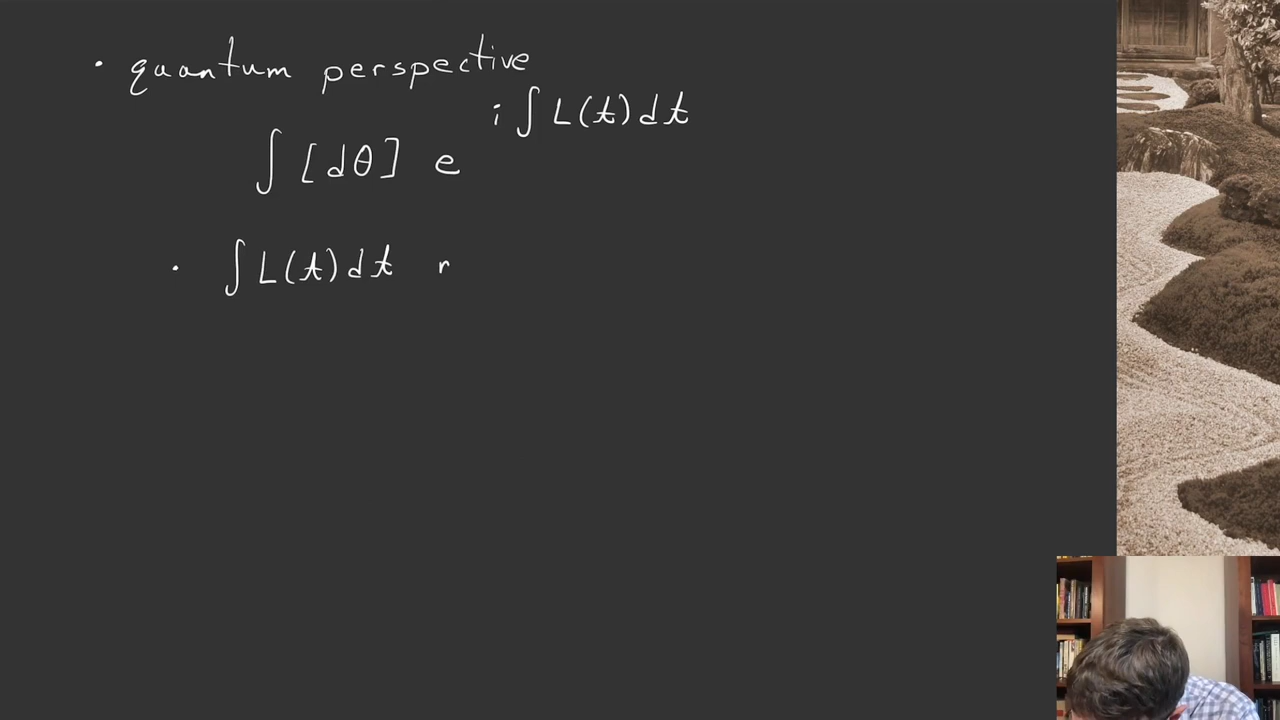 • quantum perspective
∫ [dθ] e^{i ∫ L(t) dt}
• ∫ L(t) dt r